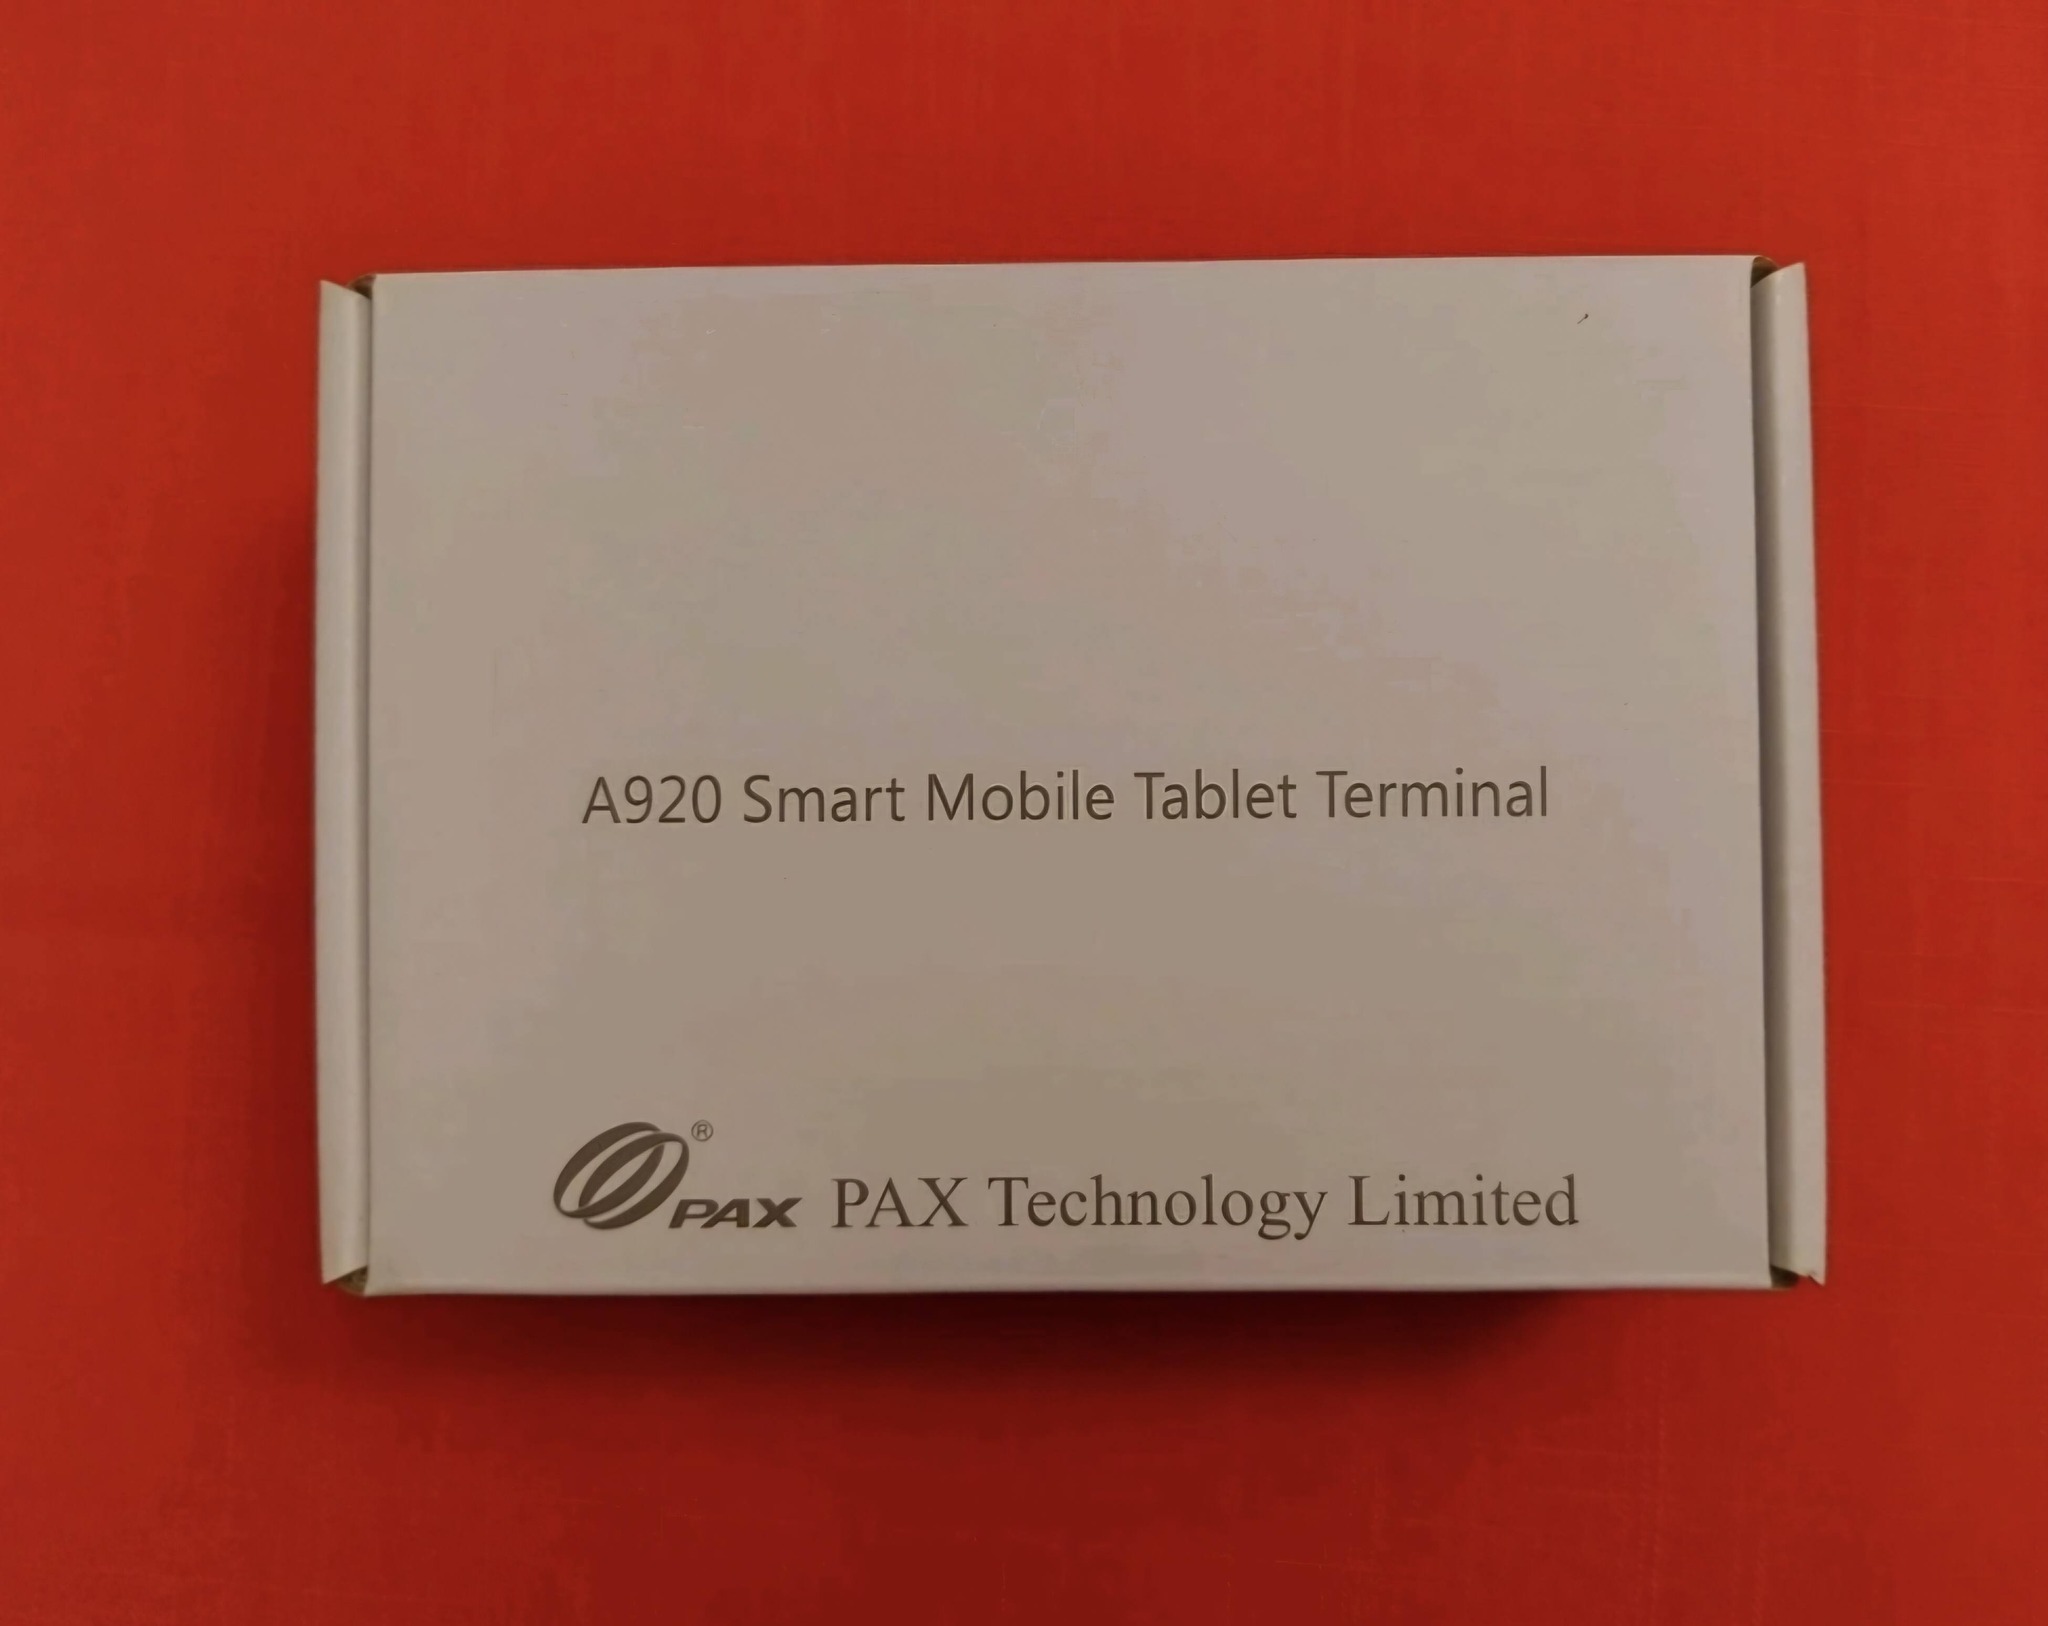 A920 Smart Mobile Tablet Terminal
PAX® PAX Technology Limited